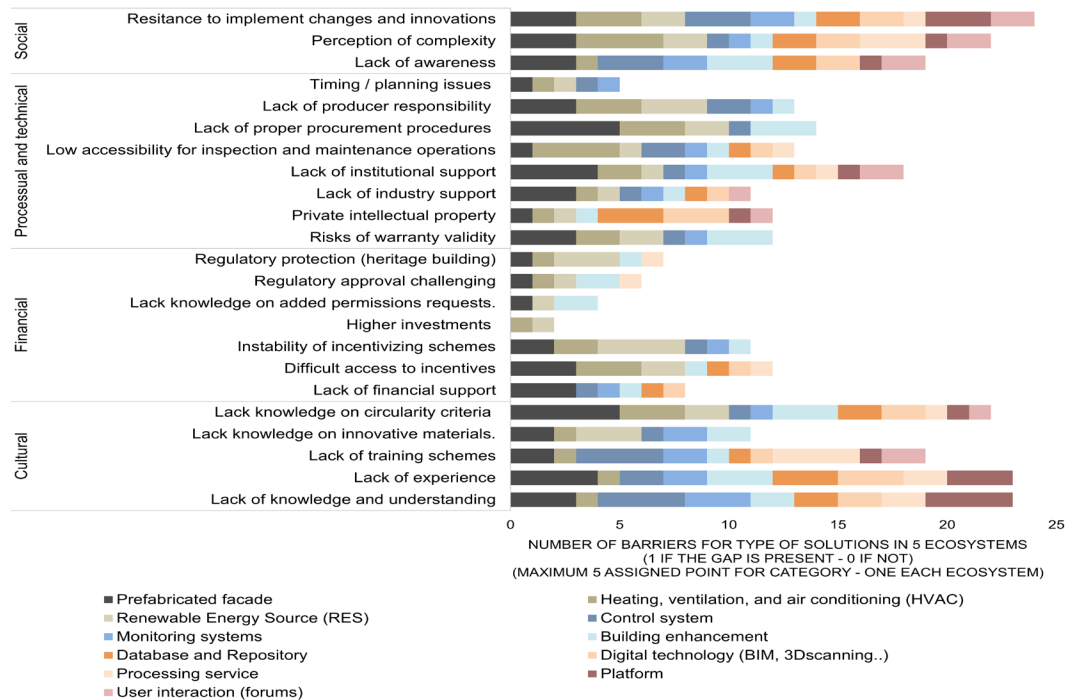 Social
Resitance to implement changes and innovations
Perception of complexity
Lack of awareness
Processual and technical
Timing / planning issues
Lack of producer responsibility
Lack of proper procurement procedures
Low accessibility for inspection and maintenance operations
Lack of institutional support
Lack of industry support
Private intellectual property
Risks of warranty validity
Financial
Regulatory protection (heritage building)
Regulatory approval challenging
Lack knowledge on added permissions requests.
Higher investments
Instability of incentivizing schemes
Difficult access to incentives
Lack of financial support
Cultural
Lack knowledge on circularity criteria
Lack knowledge on innovative materials.
Lack of training schemes
Lack of experience
Lack of knowledge and understanding
0 5 10 15 20 25
NUMBER OF BARRIERS FOR TYPE OF SOLUTIONS IN 5 ECOSYSTEMS
(1 IF THE GAP IS PRESENT - 0 IF NOT)
(MAXIMUM 5 ASSIGNED POINT FOR CATEGORY - ONE EACH ECOSYSTEM)
Prefabricated facade
Heating, ventilation, and air conditioning (HVAC)
Renewable Energy Source (RES)
Control system
Monitoring systems
Building enhancement
Database and Repository
Digital technology (BIM, 3Dscanning..)
Processing service
Platform
User interaction (forums)